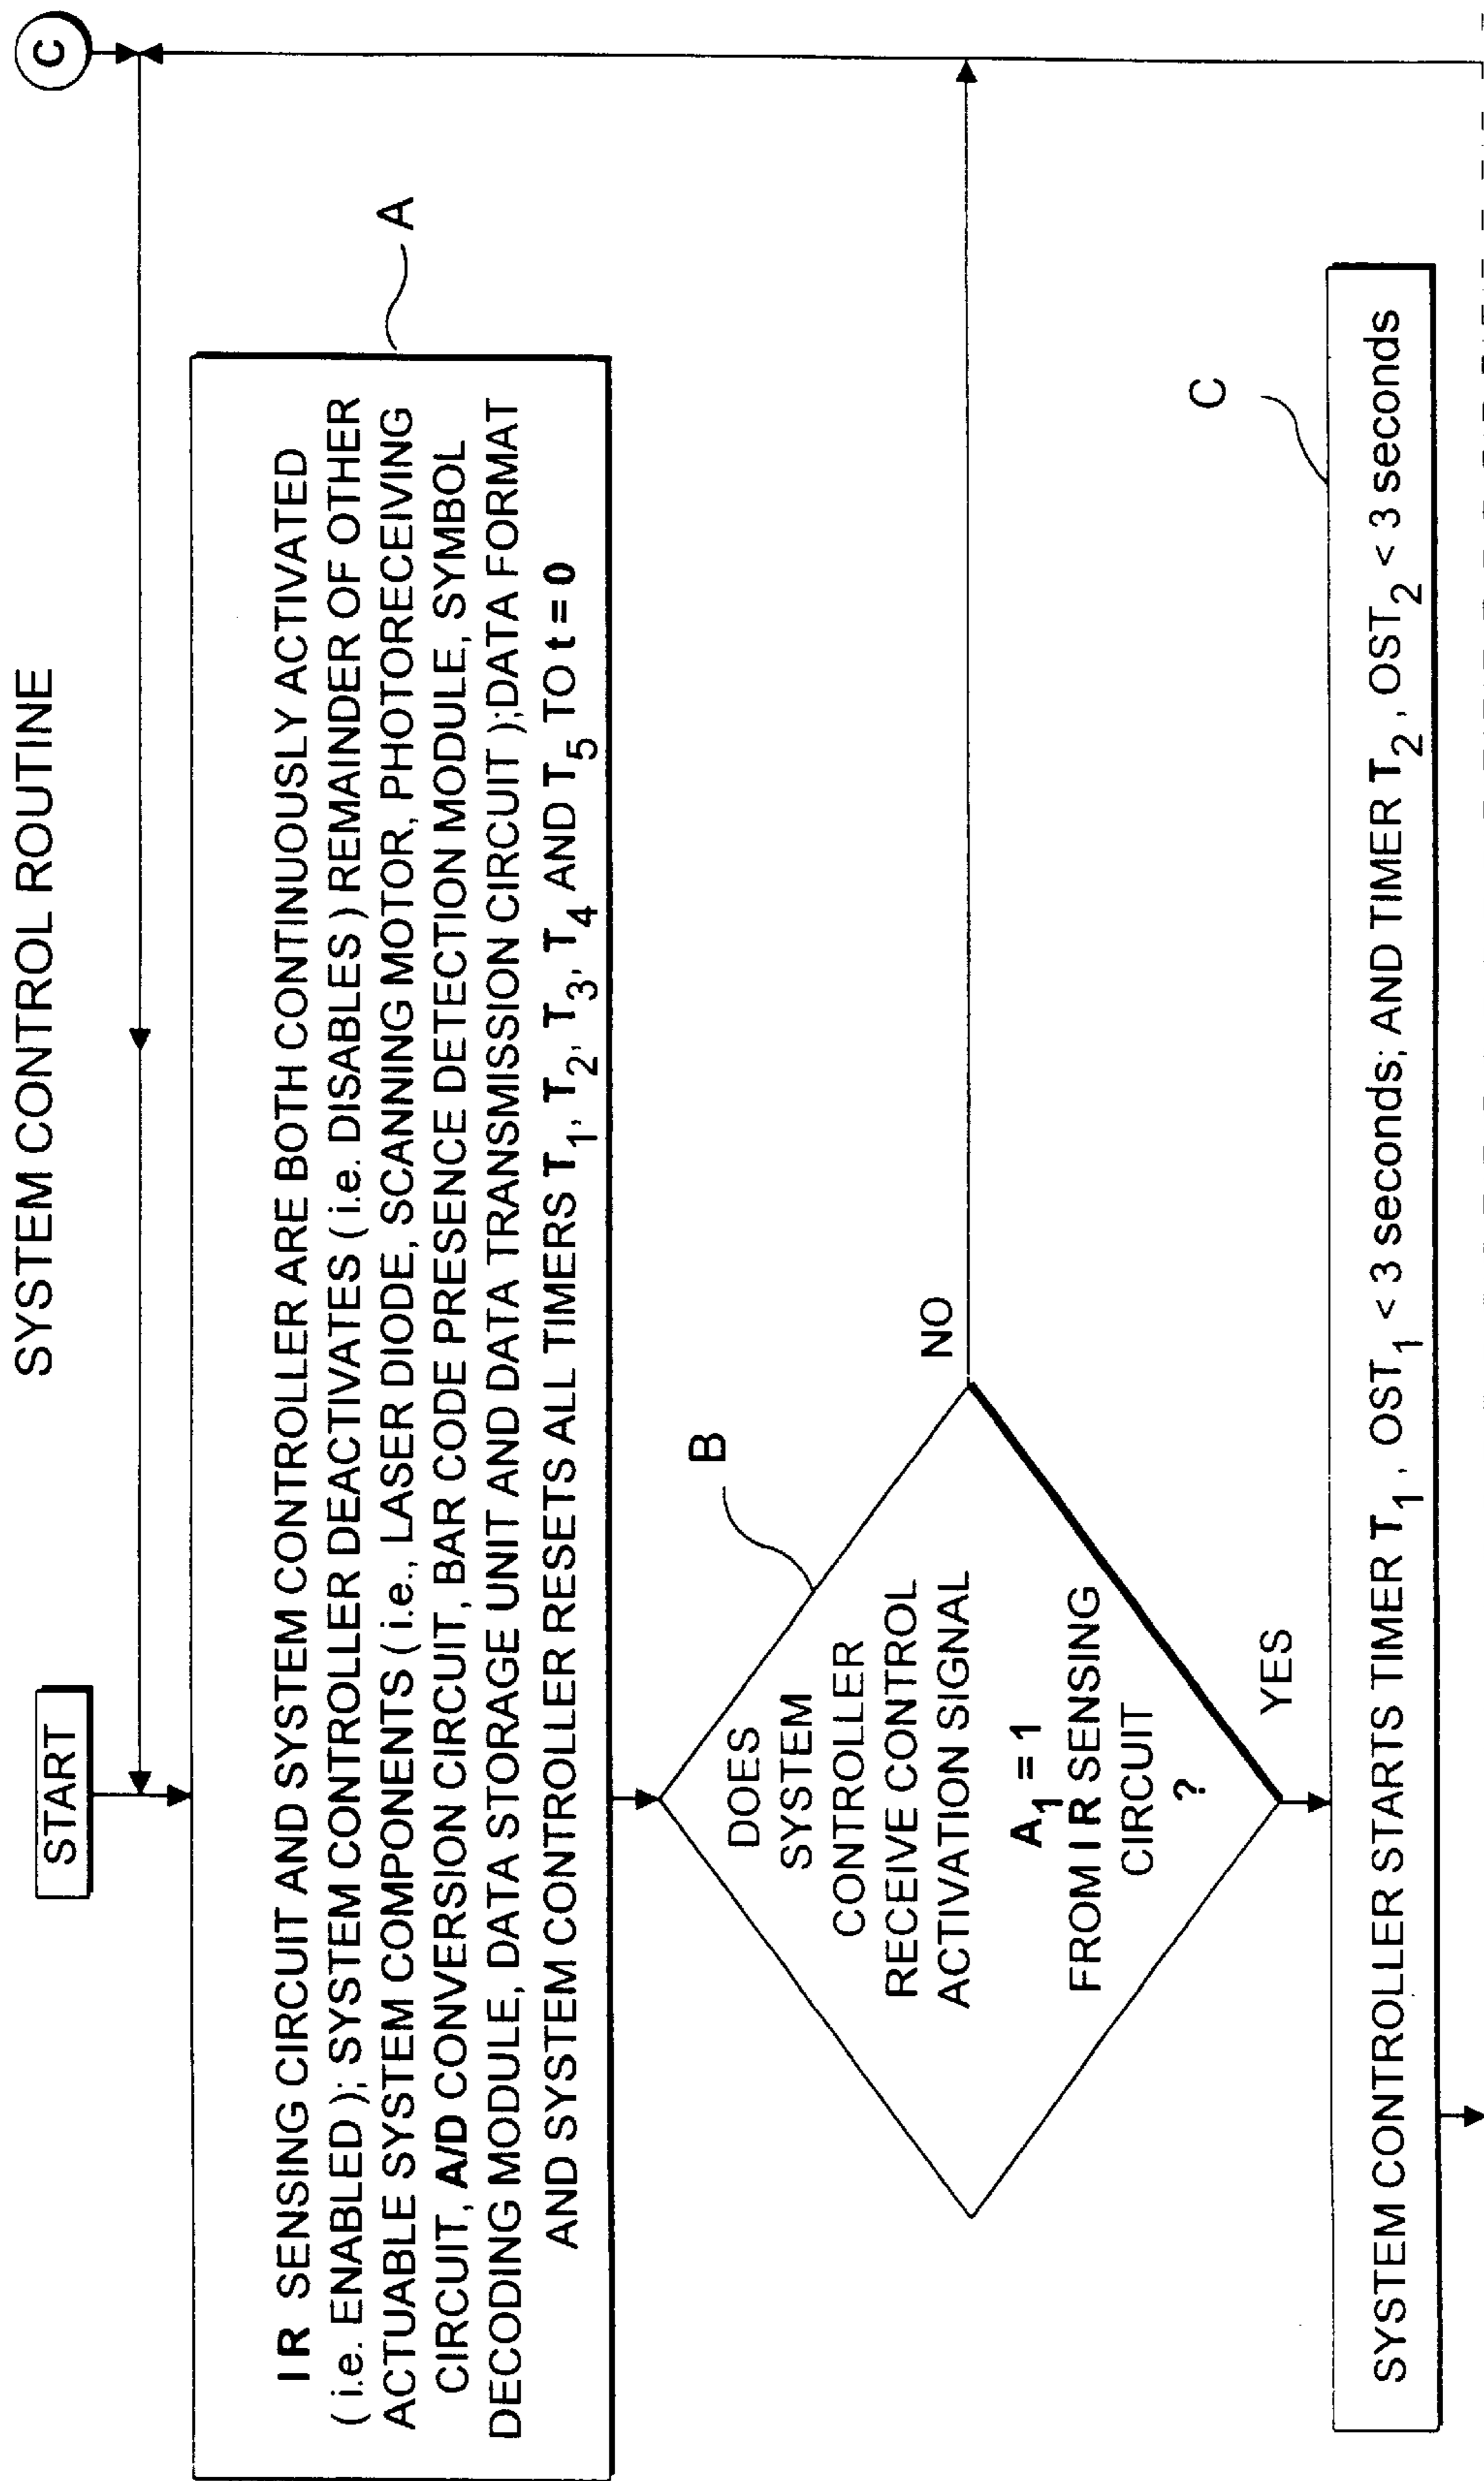 SYSTEM CONTROL ROUTINE
START
C
I R SENSING CIRCUIT AND SYSTEM CONTROLLER ARE BOTH CONTINUOUSLY ACTIVATED
( i.e. ENABLED ); SYSTEM CONTROLLER DEACTIVATES ( i.e. DISABLES ) REMAINDER OF OTHER
ACTUABLE SYSTEM COMPONENTS ( i.e., LASER DIODE, SCANNING MOTOR, PHOTORECEIVING
CIRCUIT, A/D CONVERSION CIRCUIT, BAR CODE PRESENCE DETECTION MODULE, SYMBOL
DECODING MODULE, DATA STORAGE UNIT AND DATA TRANSMISSION CIRCUIT );DATA FORMAT
AND SYSTEM CONTROLLER RESETS ALL TIMERS T1, T2, T3, T4 AND T5 TO t = 0
A
DOES
SYSTEM
CONTROLLER
RECEIVE CONTROL
ACTIVATION SIGNAL
A1 = 1
FROM I R SENSING
CIRCUIT
?
B
NO
YES
SYSTEM CONTROLLER STARTS TIMER T1 , OST1 < 3 seconds; AND TIMER T2 , OST2 < 3 seconds
C